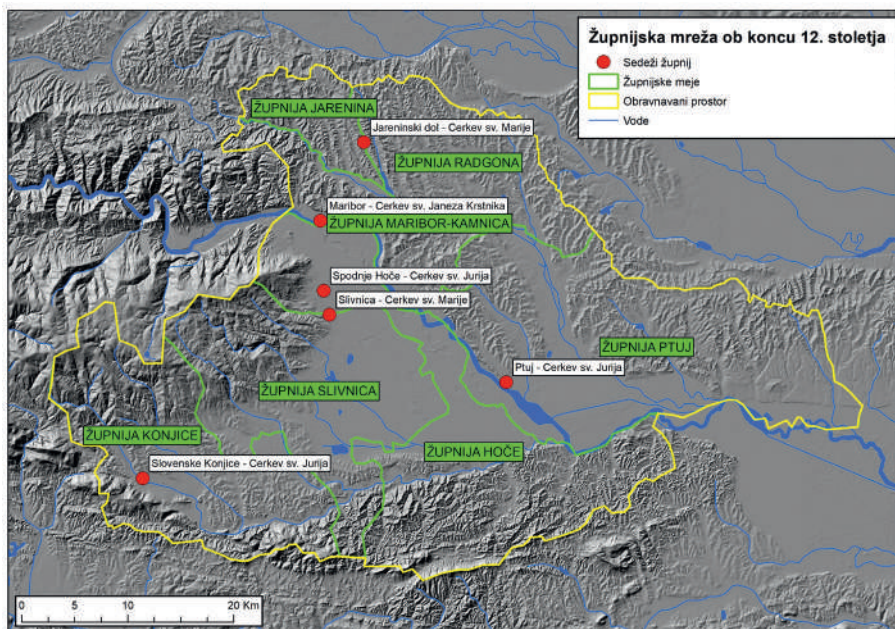 Župnijska mreža ob koncu 12. stoletja
Sedeži župnij
Župnijske meje
Obravnavani prostor
Vode
ŽUPNIJA JARENINA
Jareninski dol - Cerkev sv. Marije
ŽUPNIJA RADGONA
Maribor - Cerkev sv. Janeza Krstnika
ŽUPNIJA MARIBOR-KAMNICA
Spodnje Hoče - Cerkev sv. Jurija
Slivnica - Cerkev sv. Marije
ŽUPNIJA PTUJ
Ptuj - Cerkev sv. Jurija
ŽUPNIJA SLIVNICA
ŽUPNIJA KONJICE
ŽUPNIJA HOČE
Slovenske Konjice - Cerkev sv. Jurija
0 5 10 20 Km